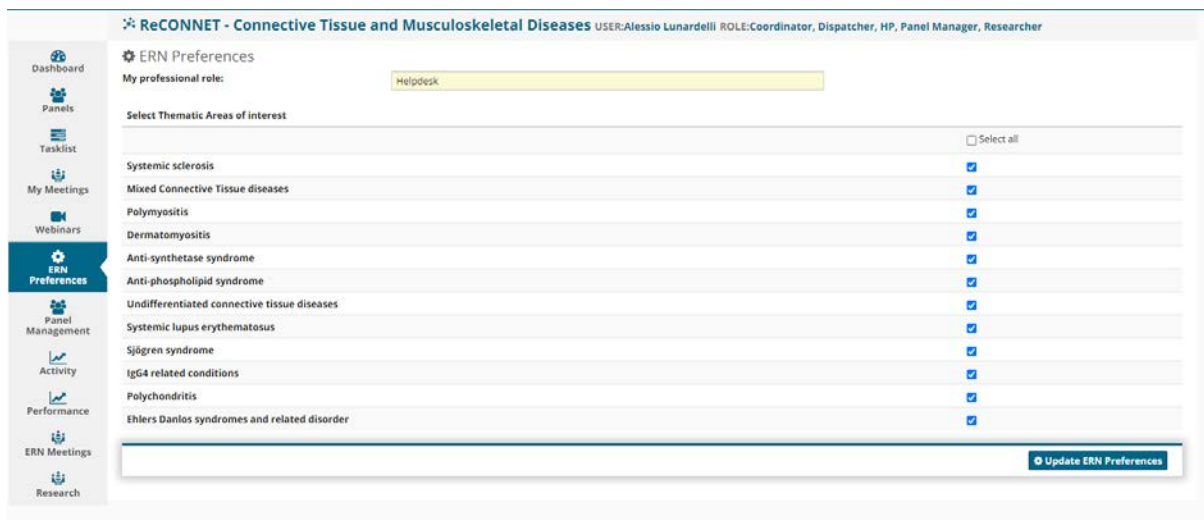 ReCONNET - Connective Tissue and Musculoskeletal Diseases USER:Alessio Lunardelli ROLE:Coordinator, Dispatcher, HP, Panel Manager, Researcher
Dashboard
Panels
Tasklist
My Meetings
Webinars
ERN
Preferences
Panel
Management
Activity
Performance
ERN Meetings
Research
ERN Preferences
My professional role:
Helpdesk
Select Thematic Areas of interest
Select all
Systemic sclerosis
Mixed Connective Tissue diseases
Polymyositis
Dermatomyositis
Anti-synthetase syndrome
Anti-phospholipid syndrome
Undifferentiated connective tissue diseases
Systemic lupus erythematosus
Sjögren syndrome
IgG4 related conditions
Polychondritis
Ehlers Danlos syndromes and related disorder
Update ERN Preferences